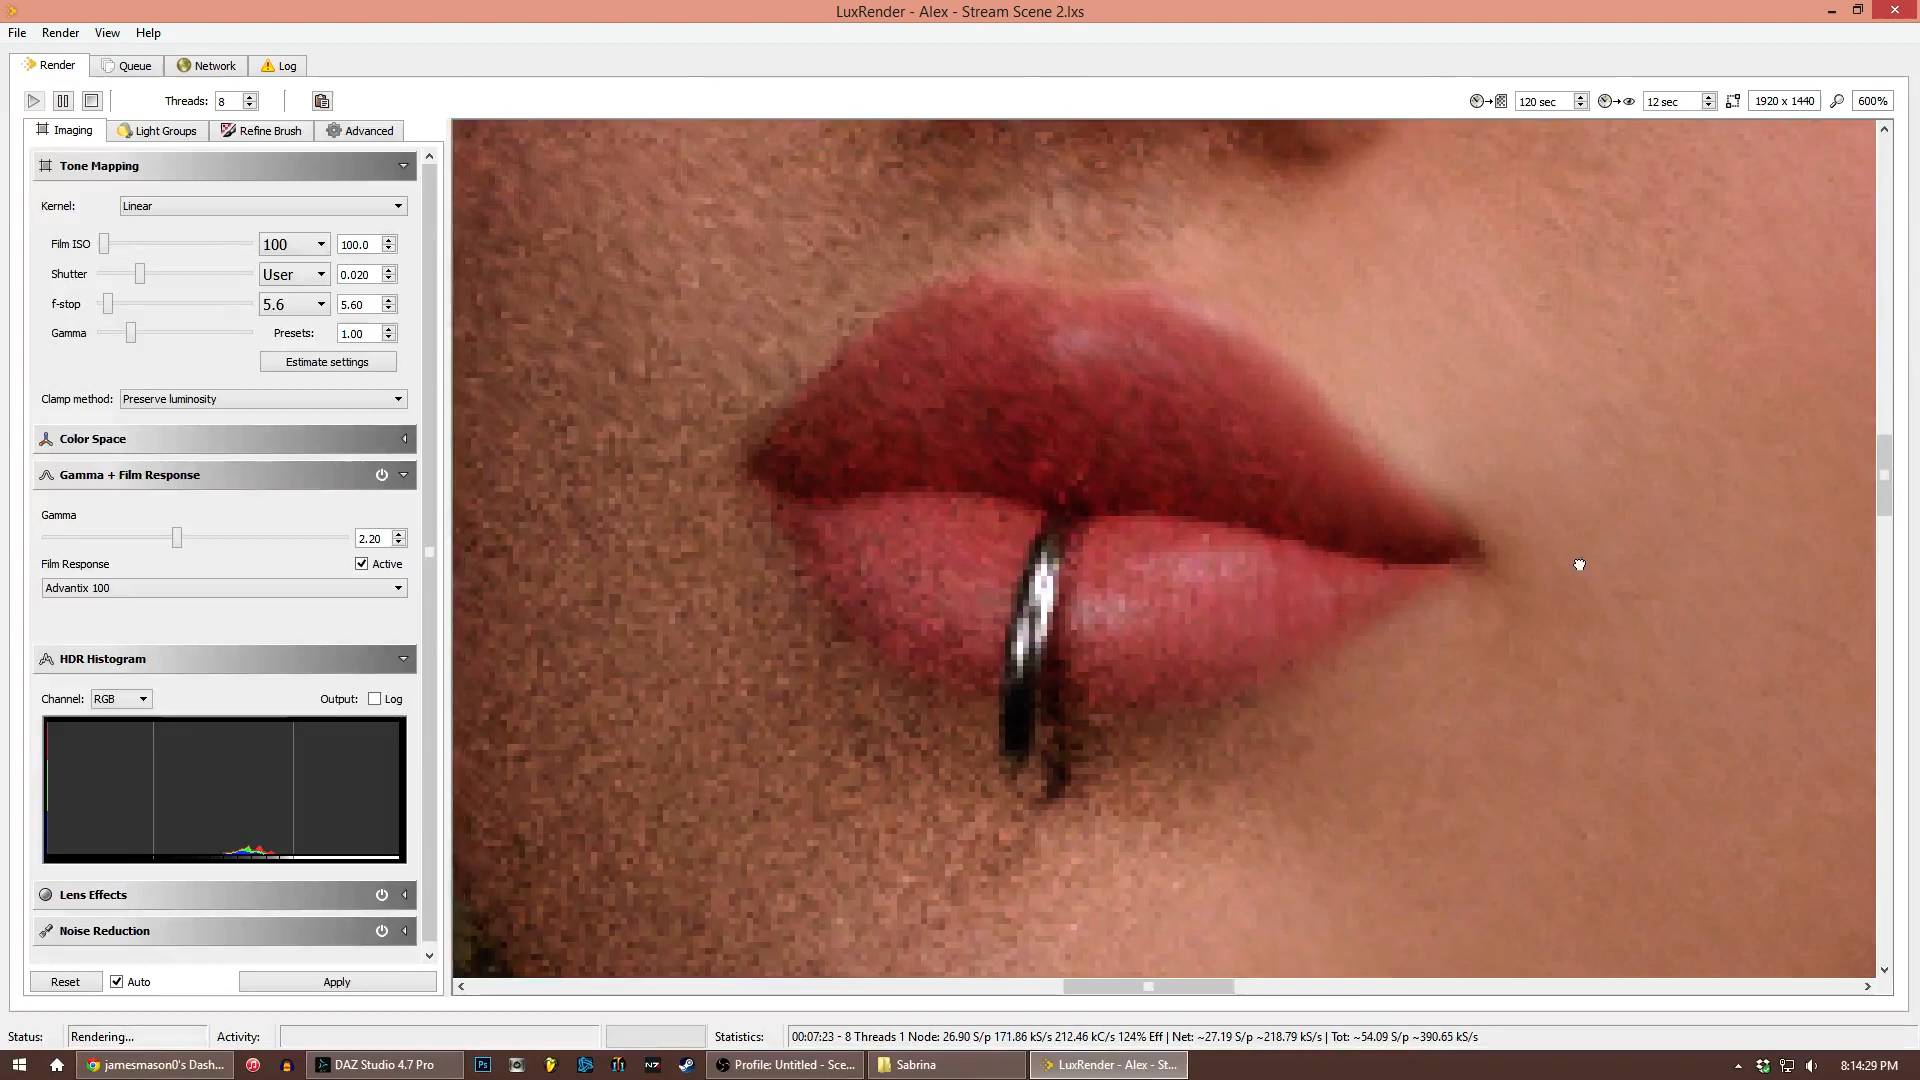 LuxRender - Alex - Stream Scene 2.lxs
File Render View Help
Render Queue Network Log
Threads: 8 120 sec 12 sec 1920 x 1440 600%
Imaging Light Groups Refine Brush Advanced
Tone Mapping
Kernel: Linear
Film ISO 100 100.0
Shutter User 0.020
f-stop 5.6 5.60
Gamma Presets: 1.00
Estimate settings
Clamp method: Preserve luminosity
Color Space
Gamma + Film Response
Gamma
2.20
Film Response Active
Advantix 100
HDR Histogram
Channel: RGB Output: Log
Lens Effects
Noise Reduction
Reset Auto Apply
Status: Rendering... Activity: Statistics: 00:07:23 - 8 Threads 1 Node: 26.90 S/p 171.86 kS/s 212.46 kC/s 124% Eff | Net: ~27.19 S/p ~218.79 kS/s | Tot: ~54.09 S/p ~390.65 kS/s
jamesmason0's Dash... DAZ Studio 4.7 Pro Ps N7 Profile: Untitled - Sce... Sabrina LuxRender - Alex - St... 8:14:29 PM